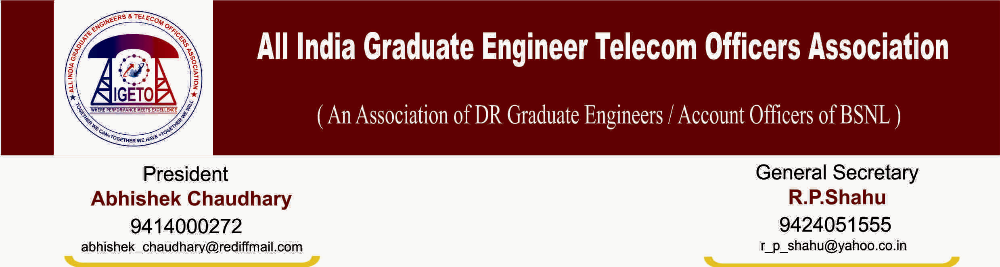 ALL INDIA GRADUATE ENGINEERS & TELECOM OFFICERS ASSOCIATION
IGETO
WHERE PERFORMANCE MEETS EXCELLENCE
TOGETHER WE CAN•TOGETHER WE HAVE •TOGETHER WE WILL
All India Graduate Engineer Telecom Officers Association
( An Association of DR Graduate Engineers / Account Officers of BSNL )
President
Abhishek Chaudhary
9414000272
abhishek_chaudhary@rediffmail.com
General Secretary
R.P.Shahu
9424051555
r_p_shahu@yahoo.co.in